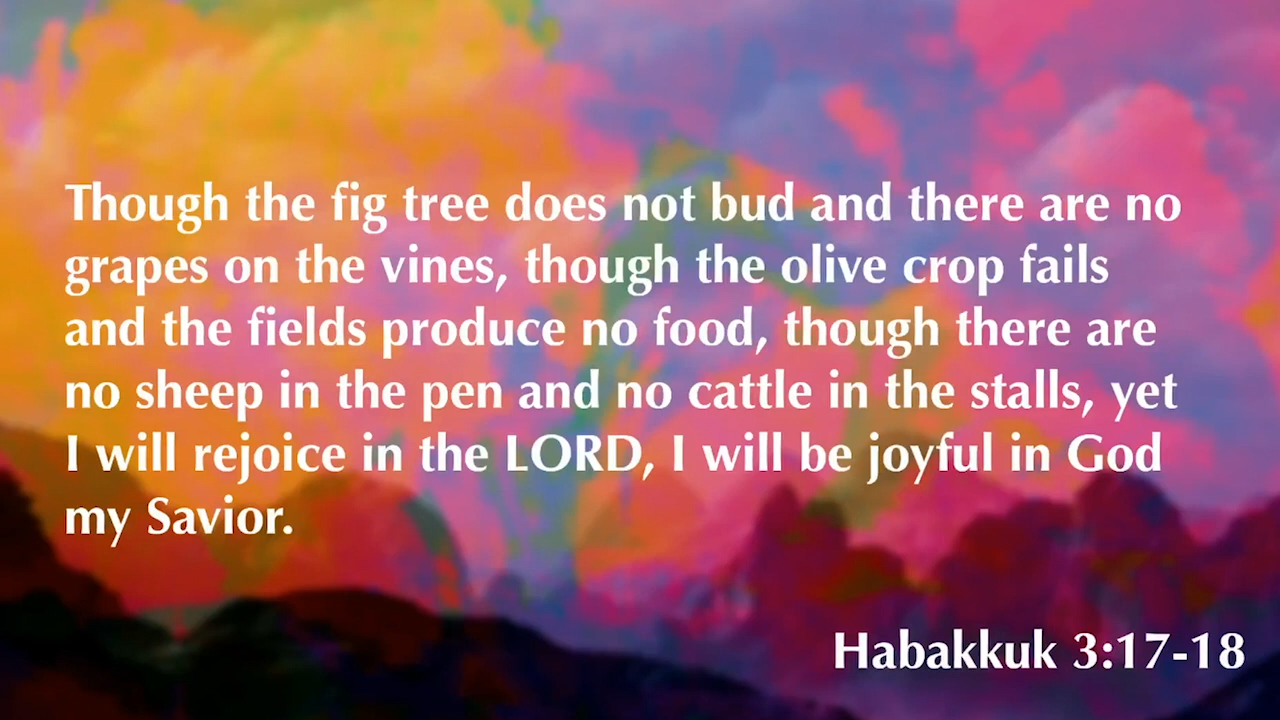 Though the fig tree does not bud and there are no
grapes on the vines, though the olive crop fails
and the fields produce no food, though there are
no sheep in the pen and no cattle in the stalls, yet
I will rejoice in the LORD, I will be joyful in God
my Savior.
Habakkuk 3:17-18